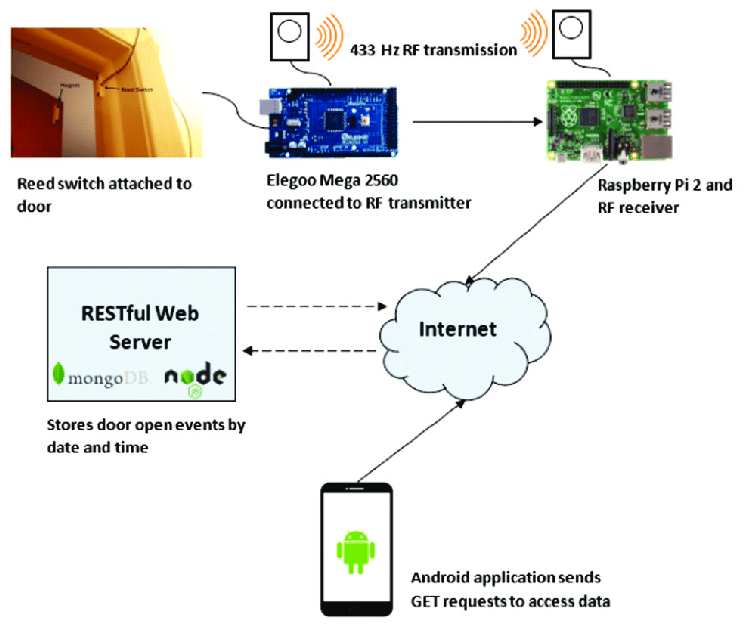 433 Hz RF transmission
Magnet
Reed Switch
Reed switch attached to
door
Elegoo Mega 2560
connected to RF transmitter
Raspberry Pi 2 and
RF receiver
RESTful Web
Server
mongoDB.
node
JS
Internet
Stores door open events by
date and time
Android application sends
GET requests to access data